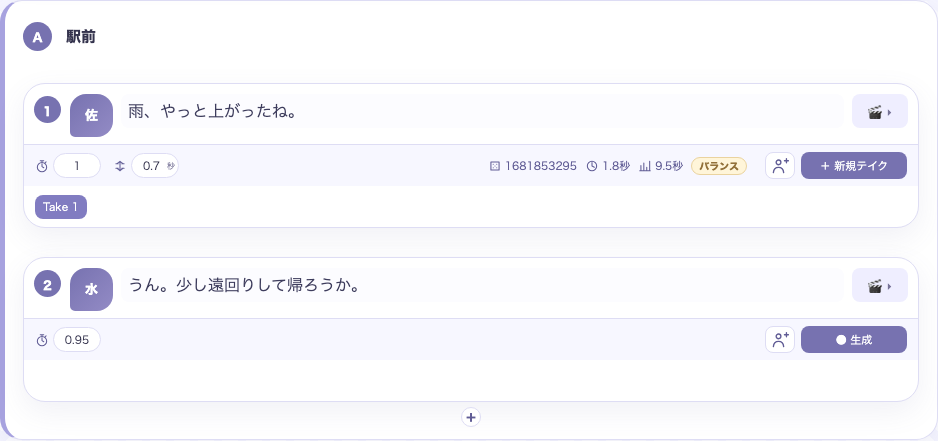 A 駅前
1 佐 雨、やっと上がったね。
1 0.7 秒 1681853295 1.8秒 9.5秒 バランス + 新規テイク
Take 1
2 水 うん。少し遠回りして帰ろうか。
0.95 生成
+